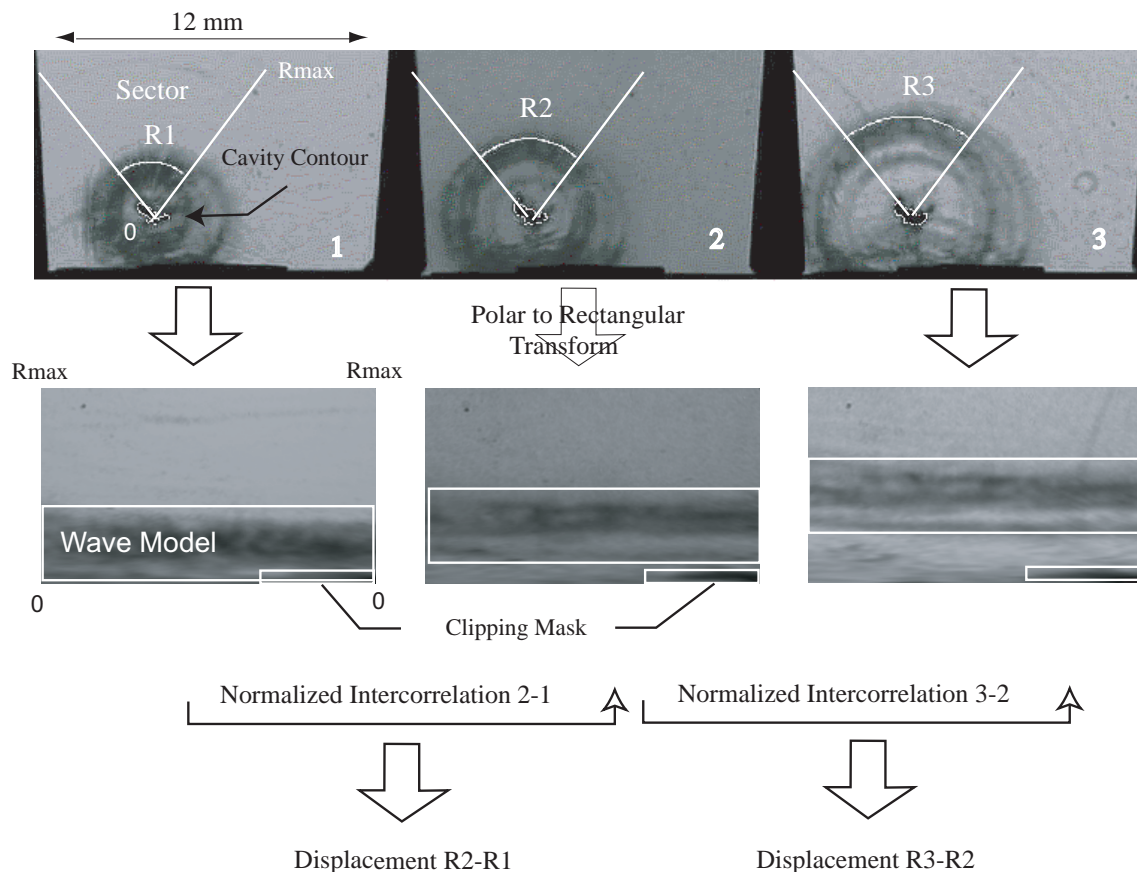 12 mm
Rmax
Sector
R1
R2
R3
Cavity Contour
0
1
2
3
Polar to Rectangular
Transform
Rmax
Rmax
Wave Model
0
0
Clipping Mask
Normalized Intercorrelation 2-1
Normalized Intercorrelation 3-2
Displacement R2-R1
Displacement R3-R2